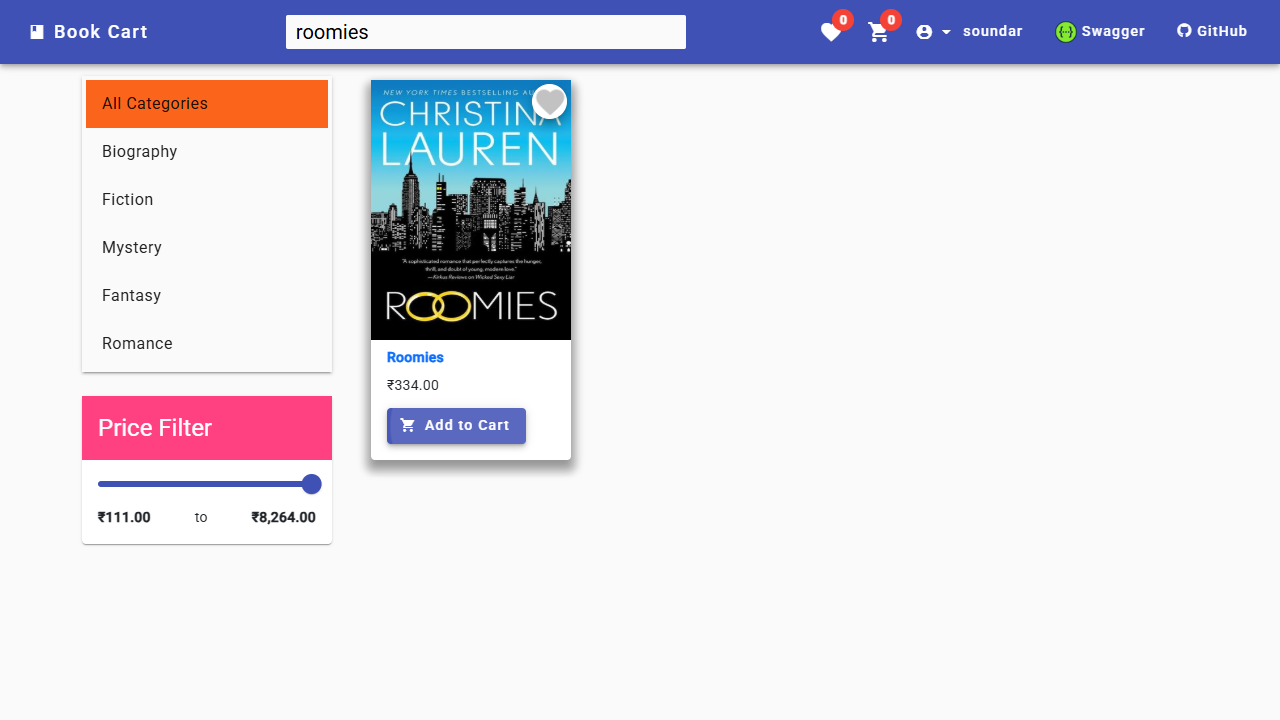 Book Cart
roomies
0
0
soundar
Swagger
GitHub
All Categories
Biography
Fiction
Mystery
Fantasy
Romance
Price Filter
₹111.00 to ₹8,264.00
NEW YORK TIMES BESTSELLING AU
CHRISTINA
LAUREN
"A sophisticated romance that perfectly captures the hunger,
thrill, and doubt of young, modern love."
—Kirkus Reviews on Wicked Sexy Liar
ROOMIES
Roomies
₹334.00
Add to Cart